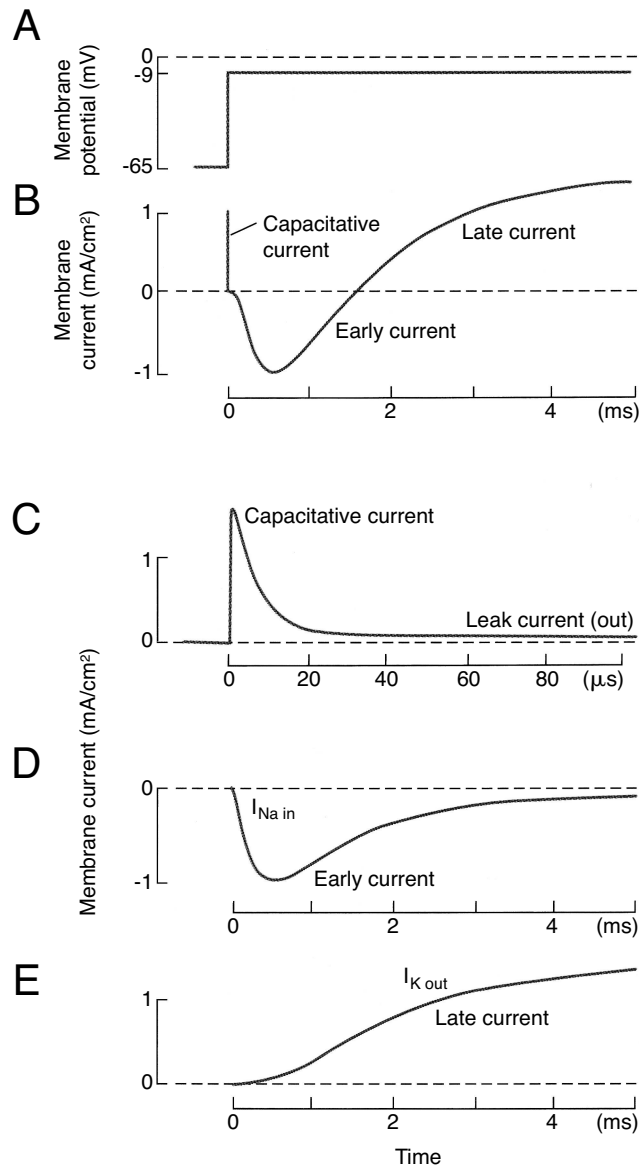 A
Membrane
potential (mV)
0
-9
-65
B
Membrane
current (mA/cm²)
1
0
-1
Capacitative
current
Late current
Early current
0
2
4
(ms)
C
Capacitative current
1
0
Leak current (out)
0
20
40
60
80
(μs)
Membrane current (mA/cm²)
D
0
-1
I_Na in
Early current
0
2
4
(ms)
E
1
0
I_K out
Late current
0
2
4
(ms)
Time